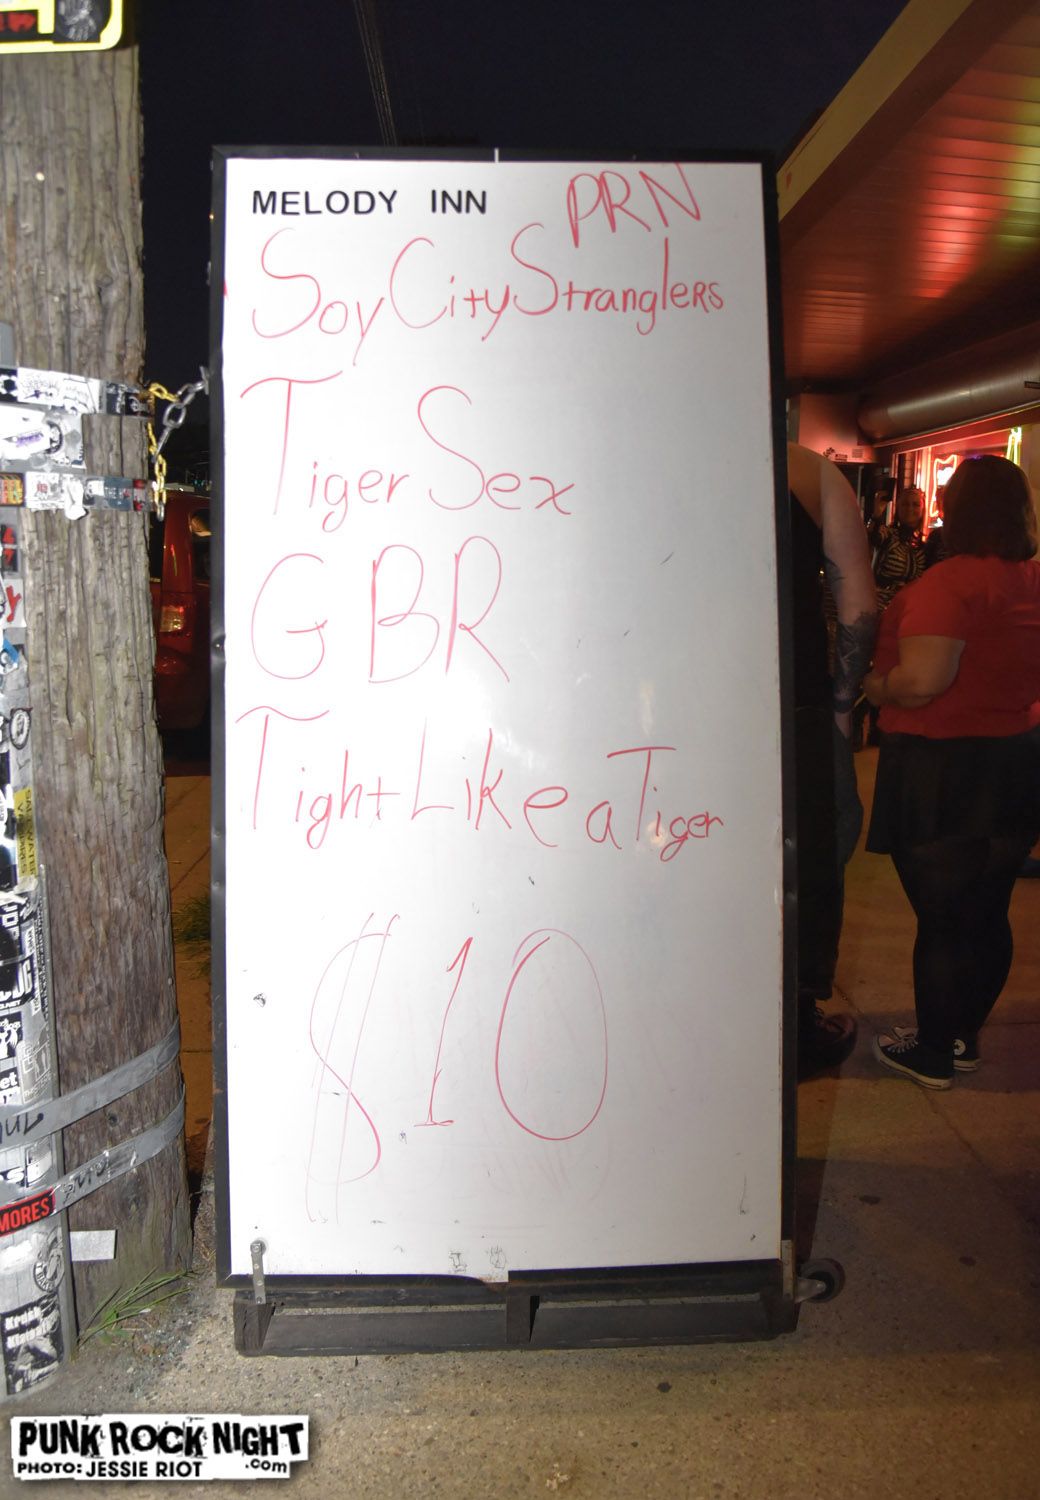 MELODY INN PRN
Soy City Stranglers
Tiger Sex
GBR
Tight Like a Tiger
$10
MORES
PUNK ROCK NIGHT
PHOTO: JESSIE RIOT .com